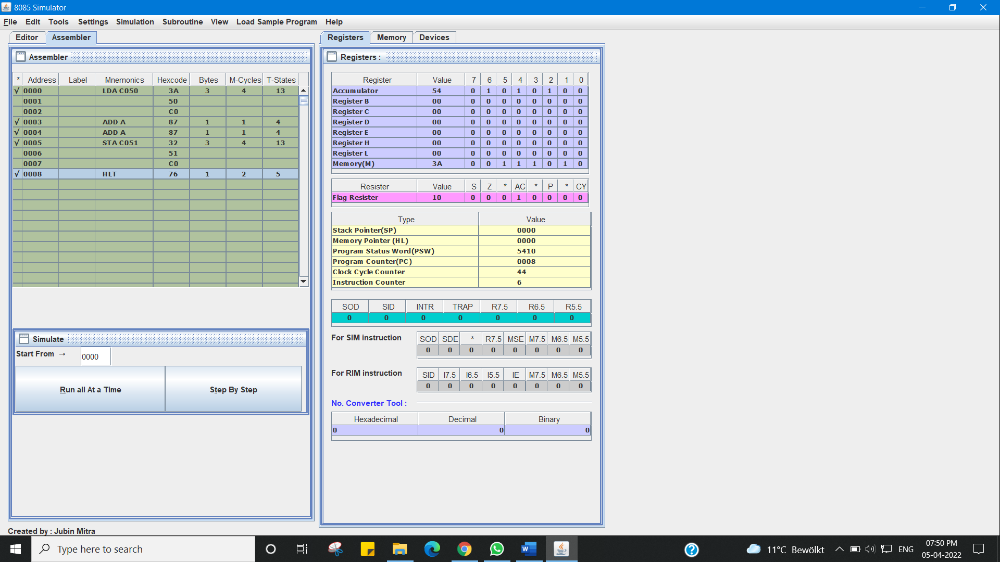 8085 Simulator
File Edit Tools Settings Simulation Subroutine View Load Sample Program Help
Editor Assembler
Assembler
* Address Label Mnemonics Hexcode Bytes M-Cycles T-States
√ 0000 LDA C050 3A 3 4 13
0001 50
0002 C0
√ 0003 ADD A 87 1 1 4
√ 0004 ADD A 87 1 1 4
√ 0005 STA C051 32 3 4 13
0006 51
0007 C0
√ 0008 HLT 76 1 2 5
Simulate
Start From → 0000
Run all At a Time Step By Step
Created by : Jubin Mitra
Registers Memory Devices
Registers :
Register Value 7 6 5 4 3 2 1 0
Accumulator 54 0 1 0 1 0 1 0 0
Register B 00 0 0 0 0 0 0 0 0
Register C 00 0 0 0 0 0 0 0 0
Register D 00 0 0 0 0 0 0 0 0
Register E 00 0 0 0 0 0 0 0 0
Register H 00 0 0 0 0 0 0 0 0
Register L 00 0 0 0 0 0 0 0 0
Memory(M) 3A 0 0 1 1 1 0 1 0
Resister Value S Z * AC * P * CY
Flag Resister 10 0 0 0 1 0 0 0 0
Type Value
Stack Pointer(SP) 0000
Memory Pointer (HL) 0000
Program Status Word(PSW) 5410
Program Counter(PC) 0008
Clock Cycle Counter 44
Instruction Counter 6
SOD SID INTR TRAP R7.5 R6.5 R5.5
0 0 0 0 0 0 0
For SIM instruction
SOD SDE * R7.5 MSE M7.5 M6.5 M5.5
0 0 0 0 0 0 0 0
For RIM instruction
SID I7.5 I6.5 I5.5 IE M7.5 M6.5 M5.5
0 0 0 0 0 0 0 0
No. Converter Tool :
Hexadecimal Decimal Binary
0 0 0
Type here to search
11°C Bewölkt
ENG
07:50 PM
05-04-2022